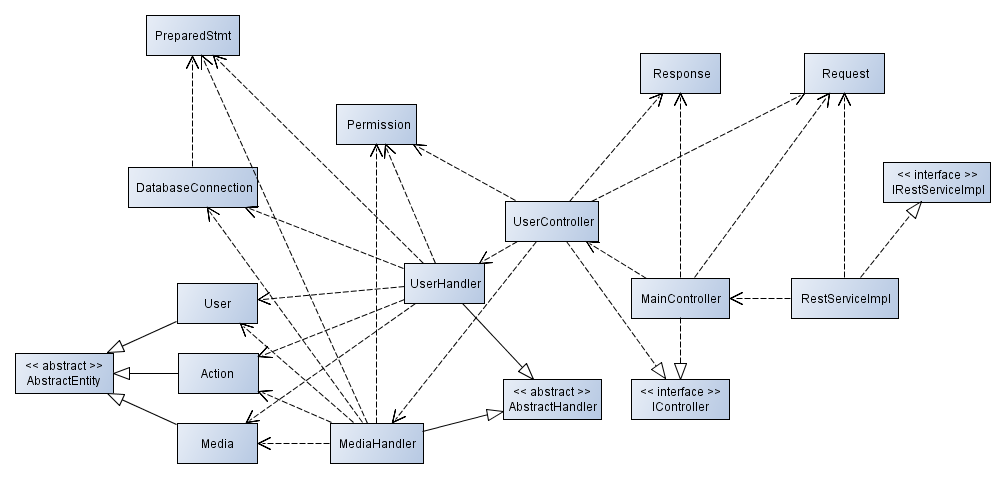 PreparedStmt
Response
Request
Permission
<< interface >>
IRestServiceImpl
DatabaseConnection
UserController
UserHandler
MainController
RestServiceImpl
User
<< abstract >>
AbstractEntity
Action
<< abstract >>
AbstractHandler
<< interface >>
IController
Media
MediaHandler